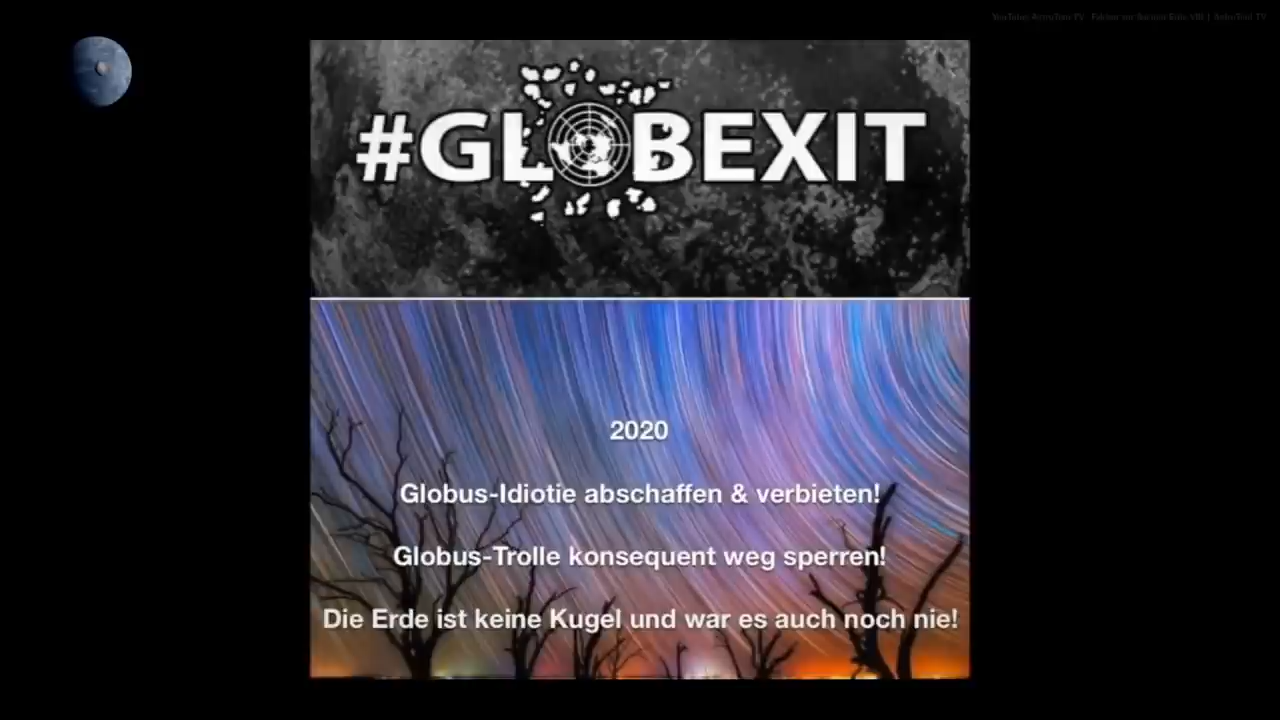 #GLOBEXIT
2020
Globus-Idiotie abschaffen & verbieten!
Globus-Trolle konsequent weg sperren!
Die Erde ist keine Kugel und war es auch noch nie!